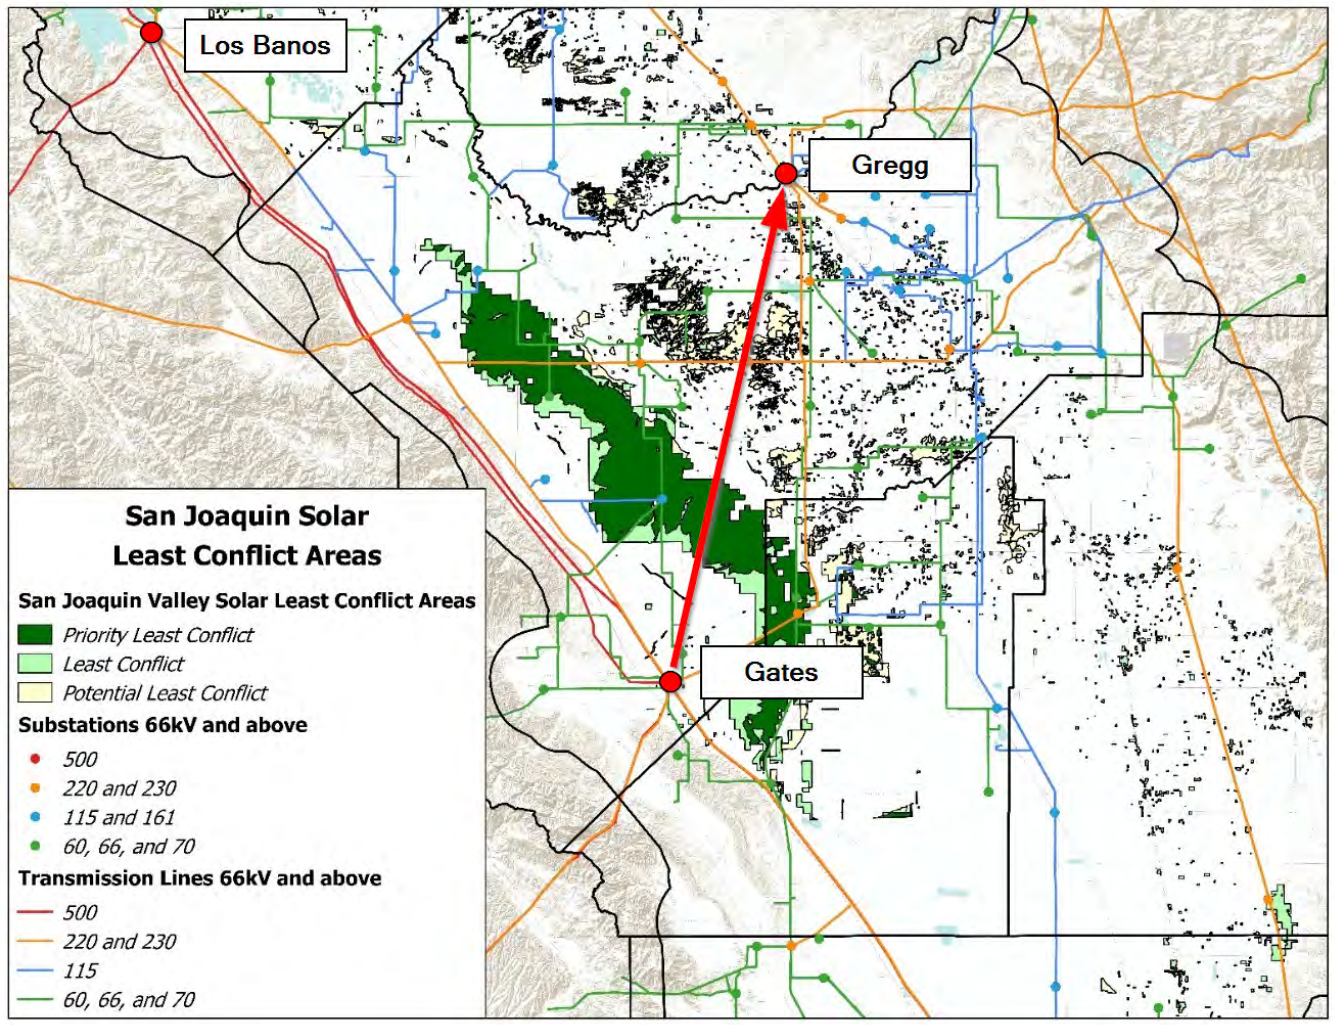 Los Banos
Gregg
Gates
San Joaquin Solar
Least Conflict Areas
San Joaquin Valley Solar Least Conflict Areas
Priority Least Conflict
Least Conflict
Potential Least Conflict
Substations 66kV and above
500
220 and 230
115 and 161
60, 66, and 70
Transmission Lines 66kV and above
500
220 and 230
115
60, 66, and 70